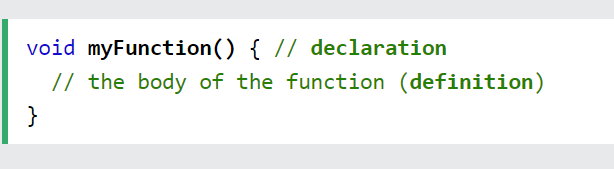 void myFunction() { // declaration
  // the body of the function (definition)
}